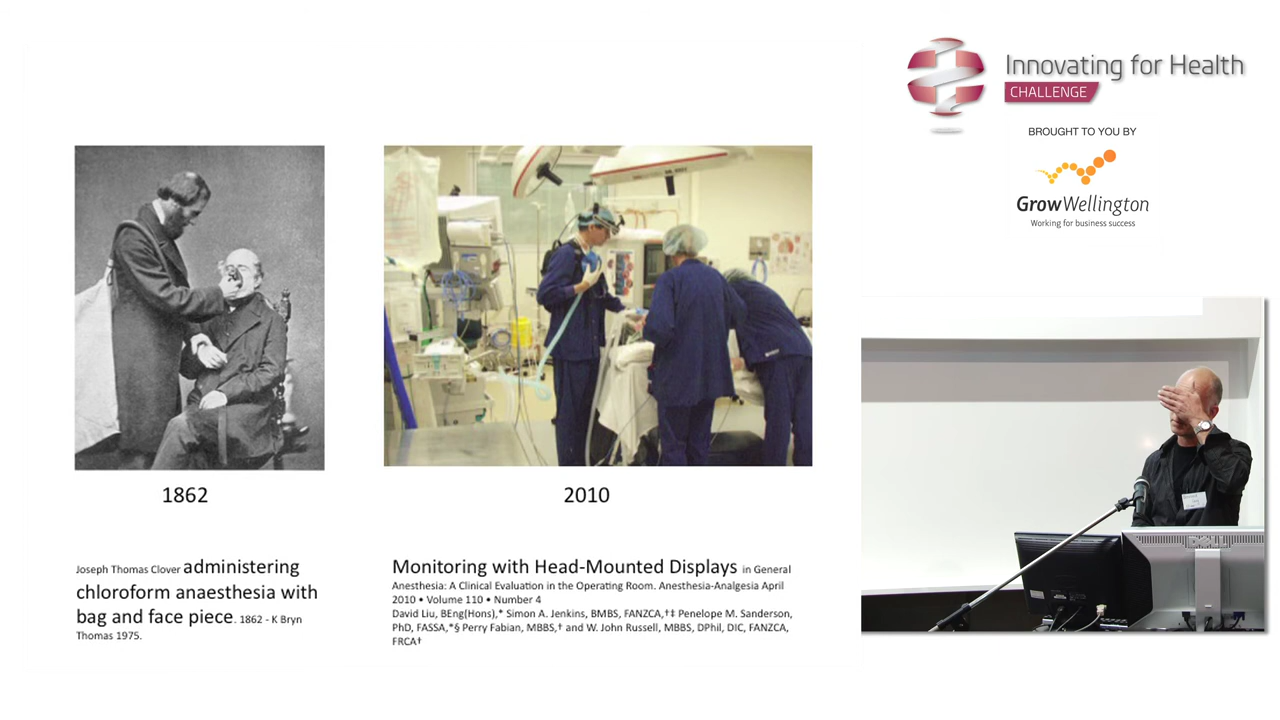 Innovating for Health
CHALLENGE
BROUGHT TO YOU BY
GrowWellington
Working for business success
1862
Joseph Thomas Clover administering
chloroform anaesthesia with
bag and face piece. 1862 - K Bryn
Thomas 1975.
2010
Monitoring with Head-Mounted Displays in General
Anesthesia: A Clinical Evaluation in the Operating Room. Anesthesia-Analgesia April
2010 • Volume 110 • Number 4
David Liu, BEng(Hons),* Simon A. Jenkins, BMBS, FANZCA,†‡ Penelope M. Sanderson,
PhD, FASSA,*§ Perry Fabian, MBBS,† and W. John Russell, MBBS, DPhil, DIC, FANZCA,
FRCA†